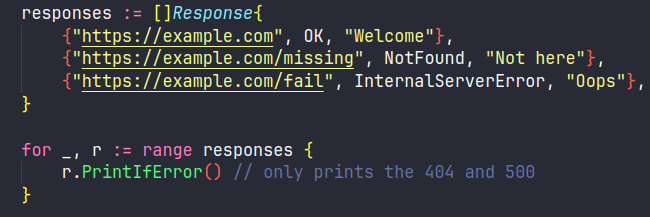 responses := []Response{
    {"https://example.com", OK, "Welcome"},
    {"https://example.com/missing", NotFound, "Not here"},
    {"https://example.com/fail", InternalServerError, "Oops"},
}

for _, r := range responses {
    r.PrintIfError() // only prints the 404 and 500
}